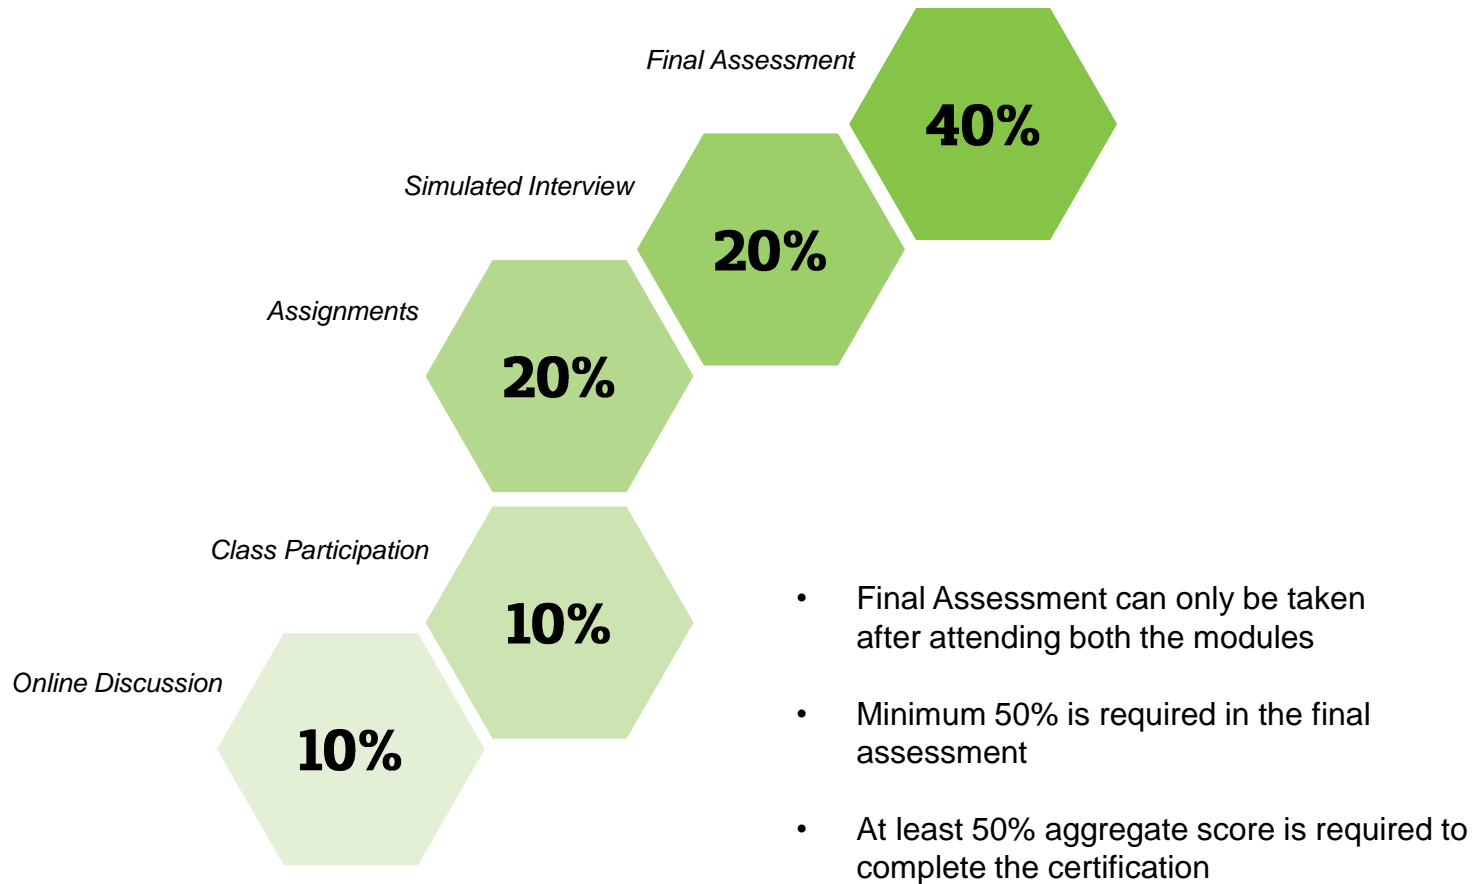 Final Assessment
40%
Simulated Interview
20%
Assignments
20%
Class Participation
10%
Online Discussion
10%
• Final Assessment can only be taken
after attending both the modules
• Minimum 50% is required in the final
assessment
• At least 50% aggregate score is required to
complete the certification